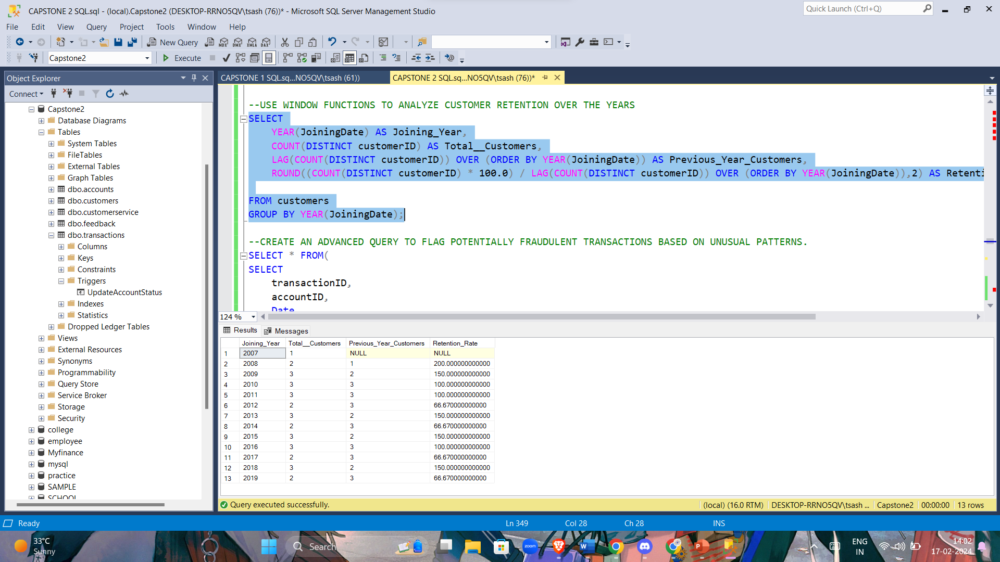 CAPSTONE 2 SQL.sql - (local).Capstone2 (DESKTOP-RRNO5QV\tsash (76))* - Microsoft SQL Server Management Studio
Quick Launch (Ctrl+Q)
File Edit View Query Project Tools Window Help
New Query MDX DMX XMLA DAX
Capstone2 Execute
Object Explorer
Connect
Capstone2
Database Diagrams
Tables
System Tables
FileTables
External Tables
Graph Tables
dbo.accounts
dbo.customers
dbo.customerservice
dbo.feedback
dbo.transactions
Columns
Keys
Constraints
Triggers
UpdateAccountStatus
Indexes
Statistics
Dropped Ledger Tables
Views
External Resources
Synonyms
Programmability
Query Store
Service Broker
Storage
Security
college
employee
Myfinance
mysql
practice
SAMPLE
SCHOOL
CAPSTONE 1 SQL.sq...NO5QV\tsash (61)) CAPSTONE 2 SQL.sq...NO5QV\tsash (76))*
--USE WINDOW FUNCTIONS TO ANALYZE CUSTOMER RETENTION OVER THE YEARS
SELECT
YEAR(JoiningDate) AS Joining_Year,
COUNT(DISTINCT customerID) AS Total__Customers,
LAG(COUNT(DISTINCT customerID)) OVER (ORDER BY YEAR(JoiningDate)) AS Previous_Year_Customers,
ROUND((COUNT(DISTINCT customerID) * 100.0) / LAG(COUNT(DISTINCT customerID)) OVER (ORDER BY YEAR(JoiningDate)),2) AS Retenti
FROM customers
GROUP BY YEAR(JoiningDate);
--CREATE AN ADVANCED QUERY TO FLAG POTENTIALLY FRAUDULENT TRANSACTIONS BASED ON UNUSUAL PATTERNS.
SELECT * FROM(
SELECT
transactionID,
accountID,
Date
124 %
Results Messages
Joining_Year Total__Customers Previous_Year_Customers Retention_Rate
1 2007 1 NULL NULL
2 2008 2 1 200.000000000000
3 2009 3 2 150.000000000000
4 2010 3 3 100.000000000000
5 2011 3 3 100.000000000000
6 2012 2 3 66.670000000000
7 2013 3 2 150.000000000000
8 2014 2 3 66.670000000000
9 2015 3 2 150.000000000000
10 2016 3 3 100.000000000000
11 2017 2 3 66.670000000000
12 2018 3 2 150.000000000000
13 2019 2 3 66.670000000000
Query executed successfully. (local) (16.0 RTM) DESKTOP-RRNO5QV\tsash ... Capstone2 00:00:00 13 rows
Ready Ln 349 Col 28 Ch 28 INS
33°C
Sunny
Search
zoom
ENG
IN
14:02
17-02-2024